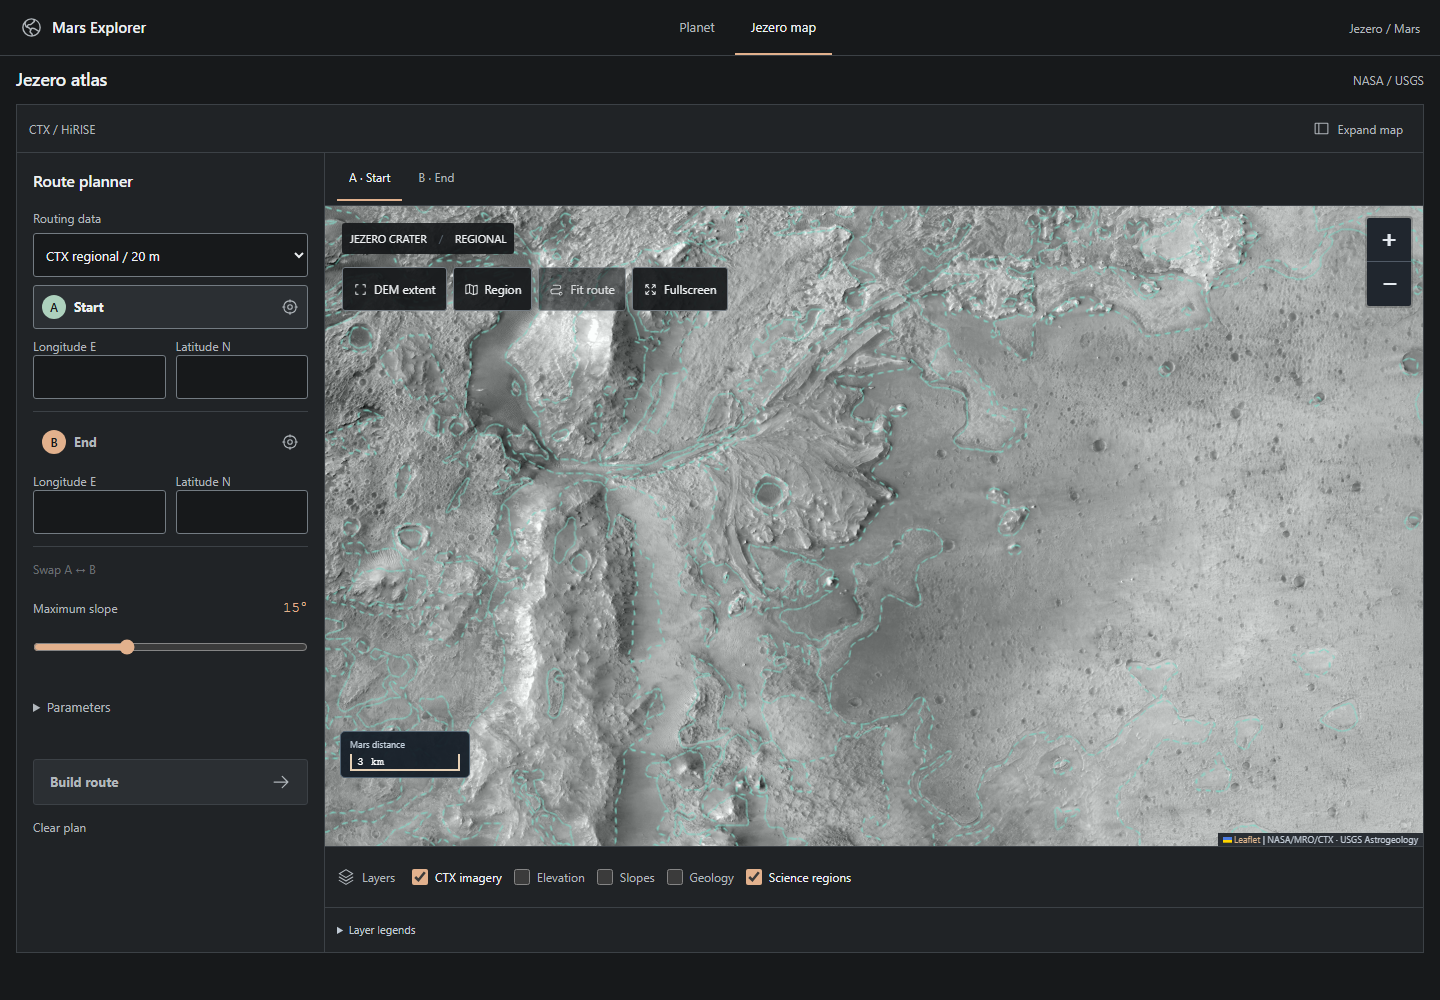 Mars Explorer
Planet
Jezero map
Jezero / Mars
Jezero atlas
NASA / USGS
CTX / HiRISE
Expand map
Route planner
Routing data
CTX regional / 20 m
A Start
Longitude E
Latitude N
B End
Longitude E
Latitude N
Swap A ↔ B
Maximum slope
15°
Parameters
Build route
Clear plan
A · Start
B · End
JEZERO CRATER / REGIONAL
DEM extent
Region
Fit route
Fullscreen
+
−
Mars distance
3 km
Leaflet | NASA/MRO/CTX · USGS Astrogeology
Layers
CTX imagery
Elevation
Slopes
Geology
Science regions
Layer legends